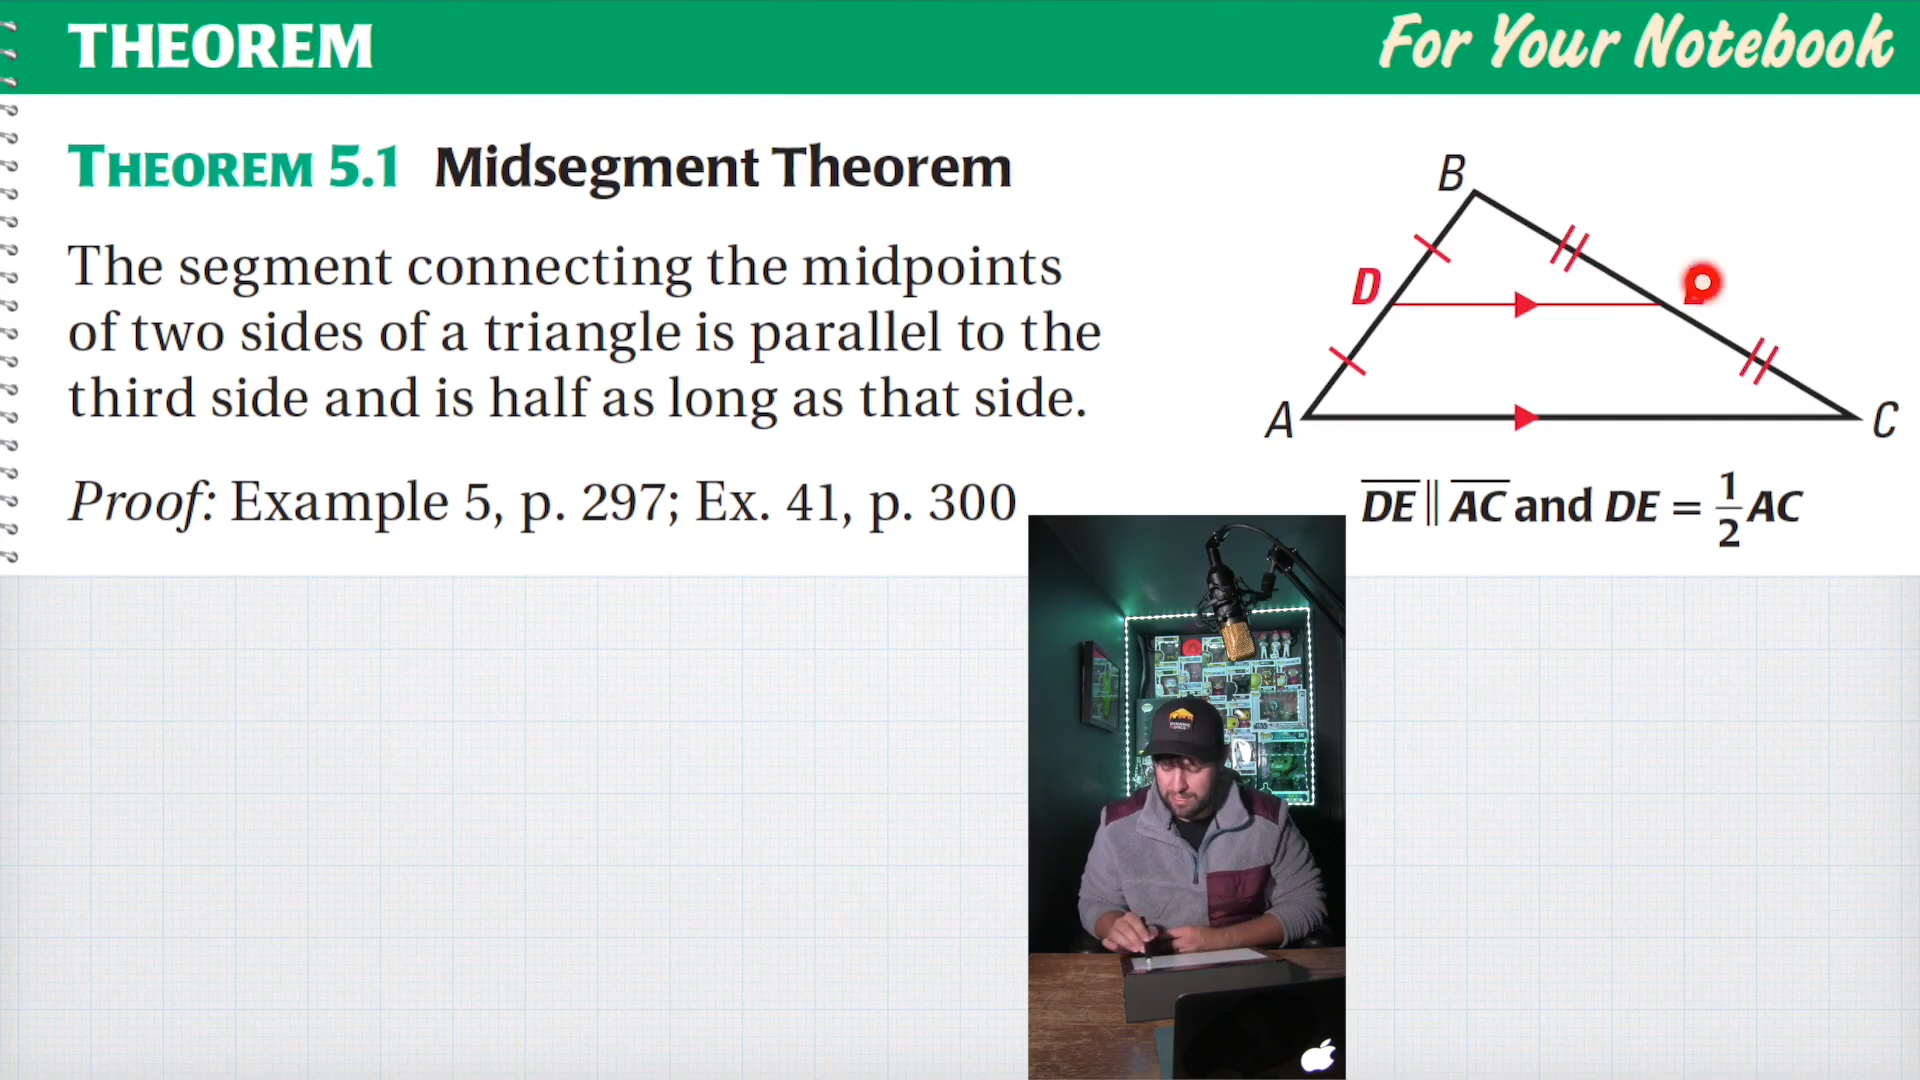 THEOREM
For Your Notebook
THEOREM 5.1 Midsegment Theorem
The segment connecting the midpoints
of two sides of a triangle is parallel to the
third side and is half as long as that side.
Proof: Example 5, p. 297; Ex. 41, p. 300
B
D
A
C
DE || AC and DE = 1/2 AC